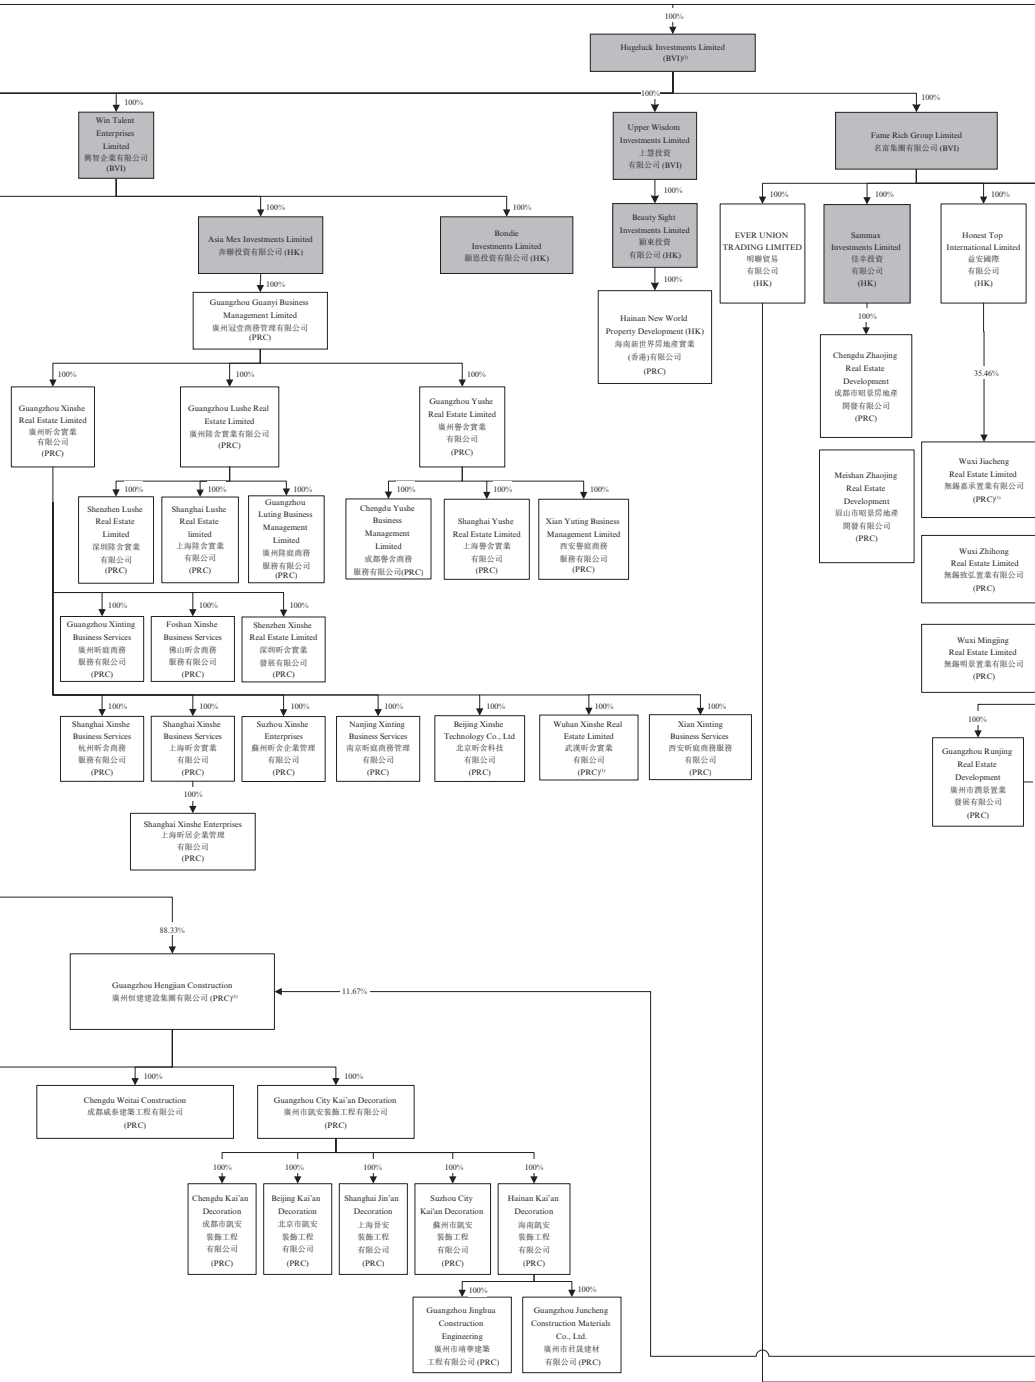 100%
Hugeluck Investments Limited
(BVI)⁽⁵⁾
100%
100%
100%
Win Talent
Enterprises
Limited
興智企業有限公司
(BVI)
Upper Wisdom
Investments Limited
上慧投資
有限公司 (BVI)
Fame Rich Group Limited
名富集團有限公司 (BVI)
100%
100%
100%
100%
100%
100%
Asia Mex Investments Limited
奔聯投資有限公司 (HK)
Bondie
Investments Limited
顯恩投資有限公司 (HK)
Beauty Sight
Investments Limited
穎東投資
有限公司 (HK)
EVER UNION
TRADING LIMITED
明聯貿易
有限公司
(HK)
Sammax
Investments Limited
佳幸投資
有限公司
(HK)
Honest Top
International Limited
益安國際
有限公司
(HK)
100%
100%
100%
35.46%
Guangzhou Guanyi Business
Management Limited
廣州冠壹商務管理有限公司
(PRC)
Hainan New World
Property Development (HK)
海南新世界房地產實業
(香港)有限公司
(PRC)
Chengdu Zhaojing
Real Estate
Development
成都市昭景房地產
開發有限公司
(PRC)
100%
100%
100%
Guangzhou Xinshe
Real Estate Limited
廣州昕舍實業
有限公司
(PRC)
Guangzhou Lushe Real
Estate Limited
廣州陸舍實業有限公司
(PRC)
Guangzhou Yushe
Real Estate Limited
廣州譽舍實業
有限公司
(PRC)
Meishan Zhaojing
Real Estate
Development
眉山市昭景房地產
開發有限公司
(PRC)
Wuxi Jiacheng
Real Estate Limited
無錫嘉承置業有限公司
(PRC)
100%
100%
100%
100%
100%
100%
Shenzhen Lushe
Real Estate
Limited
深圳陸舍實業
有限公司
(PRC)
Shanghai Lushe
Real Estate
limited
上海陸舍實業
有限公司
(PRC)
Guangzhou
Luting Business
Management
Limited
廣州陸庭商務
服務有限公司
(PRC)
Chengdu Yushe
Business
Management
Limited
成都譽舍商務
服務有限公司(PRC)
Shanghai Yushe
Real Estate Limited
上海譽舍實業
有限公司
(PRC)
Xian Yuting Business
Management Limited
西安譽庭商務
服務有限公司
(PRC)
Wuxi Zhihong
Real Estate Limited
無錫致弘置業有限公司
(PRC)
100%
100%
100%
Guangzhou Xinting
Business Services
廣州昕庭商務
服務有限公司
(PRC)
Foshan Xinshe
Business Services
佛山昕舍商務
服務有限公司
(PRC)
Shenzhen Xinshe
Real Estate Limited
深圳昕舍實業
發展有限公司
(PRC)
Wuxi Mingjing
Real Estate Limited
無錫明景置業有限公司
(PRC)
100%
100%
100%
100%
100%
100%
100%
100%
Shanghai Xinshe
Business Services
杭州昕舍商務
服務有限公司
(PRC)
Shanghai Xinshe
Business Services
上海昕舍實業
有限公司
(PRC)
Suzhou Xinshe
Enterprises
蘇州昕舍企業管理
有限公司
(PRC)
Nanjing Xinting
Business Services
南京昕庭商務管理
有限公司
(PRC)
Beijing Xinshe
Technology Co., Ltd
北京昕舍科技
有限公司
(PRC)
Wuhan Xinshe Real
Estate Limited
武漢昕舍實業
有限公司
(PRC)
Xian Xinting
Business Services
西安昕庭商務服務
有限公司
(PRC)
Guangzhou Runjing
Real Estate
Development
廣州市潤景置業
發展有限公司
(PRC)
100%
Shanghai Xinshe Enterprises
上海昕居企業管理
有限公司
(PRC)
88.33%
Guangzhou Hengjian Construction
廣州恒建建設集團有限公司 (PRC)
11.67%
100%
100%
Chengdu Weitai Construction
成都威泰建築工程有限公司
(PRC)
Guangzhou City Kai'an Decoration
廣州市凱安裝飾工程有限公司
(PRC)
100%
100%
100%
100%
100%
Chengdu Kai'an
Decoration
成都市凱安
裝飾工程
有限公司
(PRC)
Beijing Kai'an
Decoration
北京市凱安
裝飾工程
有限公司
(PRC)
Shanghai Jin'an
Decoration
上海晉安
裝飾工程
有限公司
(PRC)
Suzhou City
Kai'an Decoration
蘇州市凱安
裝飾工程
有限公司
(PRC)
Hainan Kai'an
Decoration
海南凱安
裝飾工程
有限公司
(PRC)
100%
100%
Guangzhou Jinghua
Construction
Engineering
廣州市靖華建築
工程有限公司 (PRC)
Guangzhou Juncheng
Construction Materials
Co., Ltd.
廣州市君晟建材
有限公司 (PRC)